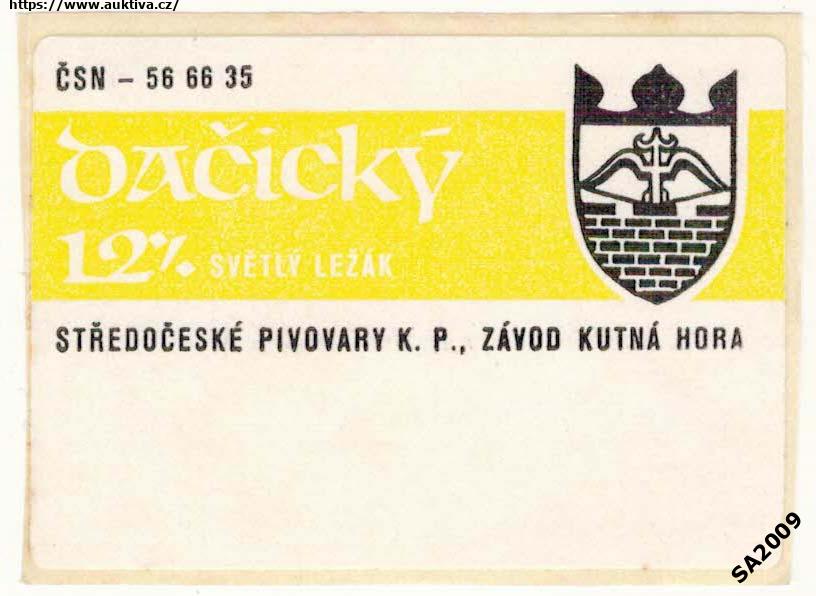 https://www.auktiva.cz/
ČSN – 56 66 35
Dačický
12% SVĚTLÝ LEŽÁK
STŘEDOČESKÉ PIVOVARY K. P., ZÁVOD KUTNÁ HORA
SA2009